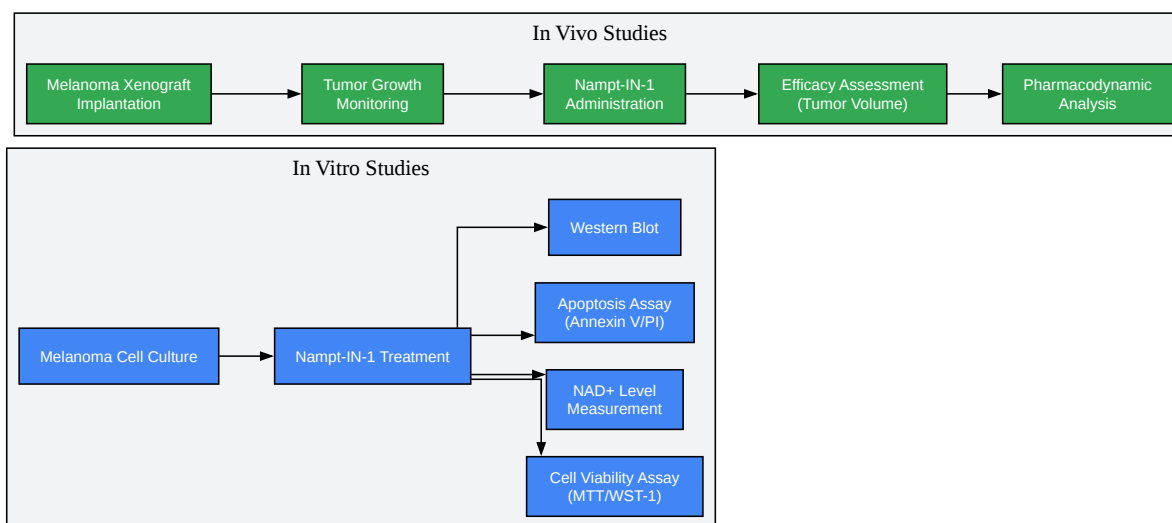 In Vivo Studies
Melanoma Xenograft
Implantation
Tumor Growth
Monitoring
Nampt-IN-1
Administration
Efficacy Assessment
(Tumor Volume)
Pharmacodynamic
Analysis
In Vitro Studies
Melanoma Cell Culture
Nampt-IN-1 Treatment
Western Blot
Apoptosis Assay
(Annexin V/PI)
NAD+ Level
Measurement
Cell Viability Assay
(MTT/WST-1)